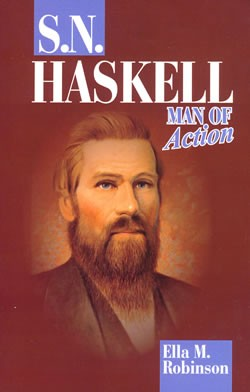 S.N.
HASKELL
MAN OF
Action
Ella M.
Robinson